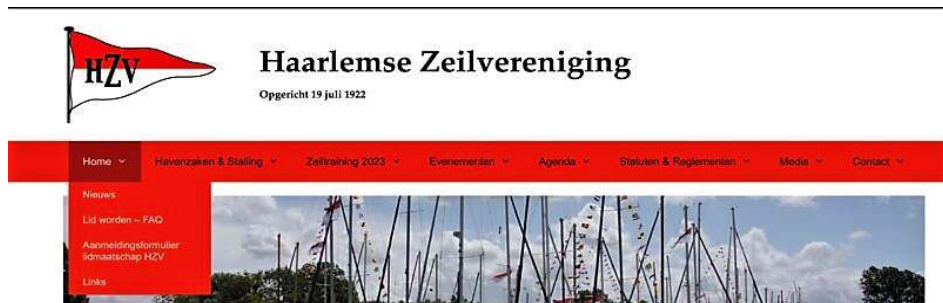 HZV
Haarlemse Zeilvereniging
Opgericht 19 juli 1922
Home Havenzaken & Stalling Zeiltraining 2023 Evenementen Agenda Statuten & Reglementen Media Contact
Nieuws
Lid worden – FAQ
Aanmeldingsformulier
lidmaatschap HZV
Links